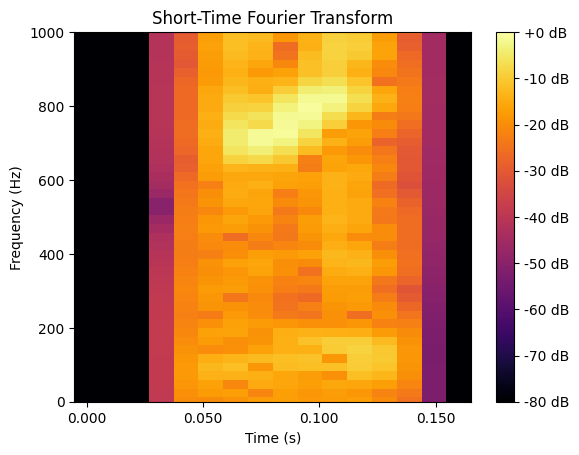 Short-Time Fourier Transform
1000
800
600
400
200
0
Frequency (Hz)
0.000
0.050
0.100
0.150
Time (s)
+0 dB
-10 dB
-20 dB
-30 dB
-40 dB
-50 dB
-60 dB
-70 dB
-80 dB